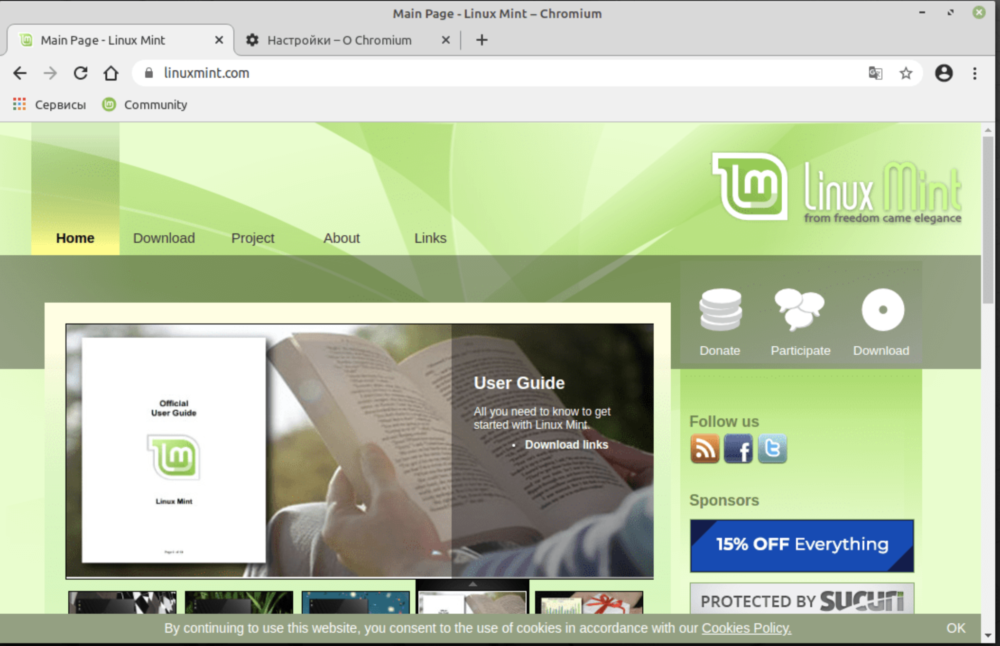 Main Page - Linux Mint – Chromium
Main Page - Linux Mint
Настройки – О Chromium
linuxmint.com
Сервисы
Community
Linux Mint
from freedom came elegance
Home
Download
Project
About
Links
Donate
Participate
Download
Official
User Guide
Linux Mint
User Guide
All you need to know to get
started with Linux Mint.
• Download links
Follow us
Sponsors
15% OFF Everything
PROTECTED BY SUCURi
By continuing to use this website, you consent to the use of cookies in accordance with our Cookies Policy.
OK